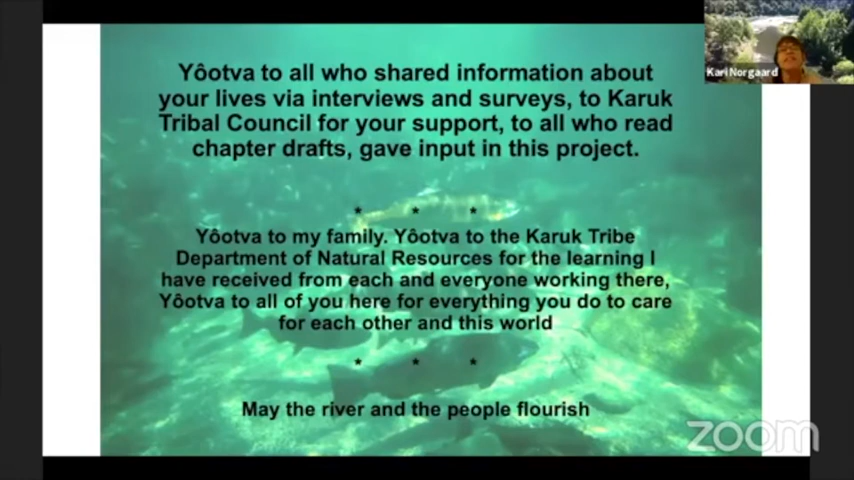 Yôotva to all who shared information about
your lives via interviews and surveys, to Karuk
Tribal Council for your support, to all who read
chapter drafts, gave input in this project.
* * *
Yôotva to my family. Yôotva to the Karuk Tribe
Department of Natural Resources for the learning I
have received from each and everyone working there,
Yôotva to all of you here for everything you do to care
for each other and this world
* * *
May the river and the people flourish
Kari Norgaard
zoom